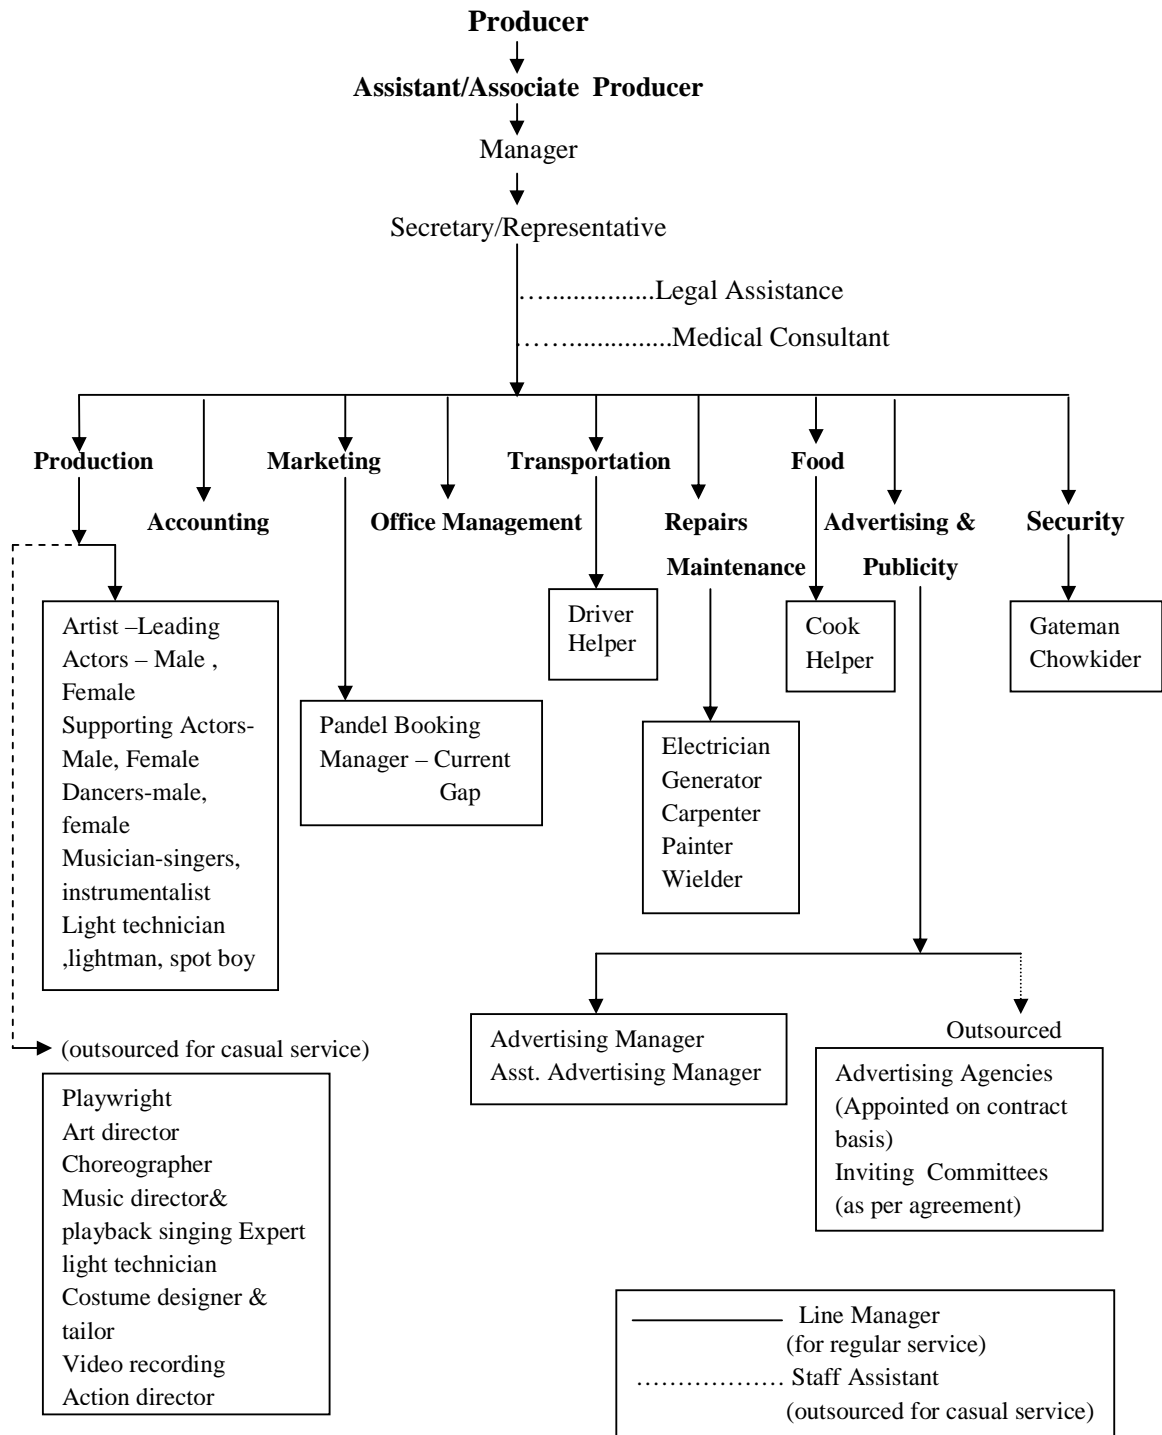 Producer
Assistant/Associate Producer
Manager
Secretary/Representative
…................Legal Assistance
……...............Medical Consultant
Production
Marketing
Transportation
Food
Accounting
Office Management
Repairs
Maintenance
Advertising &
Publicity
Security
Artist –Leading
Actors – Male ,
Female
Supporting Actors-
Male, Female
Dancers-male,
female
Musician-singers,
instrumentalist
Light technician
,lightman, spot boy
Pandel Booking
Manager – Current
Gap
Driver
Helper
Electrician
Generator
Carpenter
Painter
Wielder
Cook
Helper
Gateman
Chowkider
(outsourced for casual service)
Playwright
Art director
Choreographer
Music director&
playback singing Expert
light technician
Costume designer &
tailor
Video recording
Action director
Advertising Manager
Asst. Advertising Manager
Outsourced
Advertising Agencies
(Appointed on contract
basis)
Inviting Committees
(as per agreement)
Line Manager
(for regular service)
……………… Staff Assistant
(outsourced for casual service)